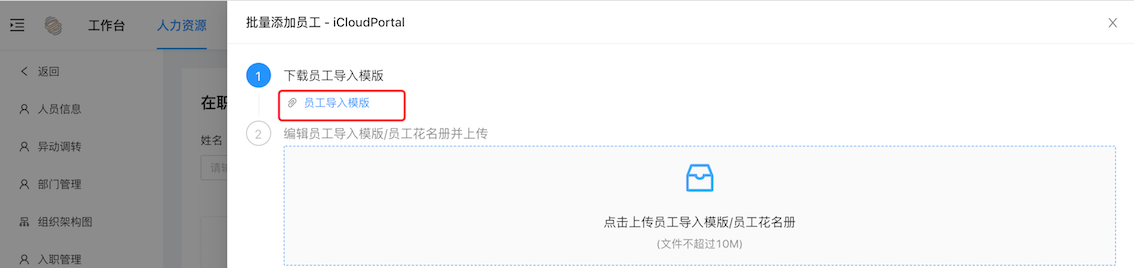 工作台
人力资源
批量添加员工 - iCloudPortal
返回
人员信息
异动调转
部门管理
组织架构图
入职管理
在职
姓名
1
下载员工导入模版
员工导入模版
2
编辑员工导入模版/员工花名册并上传
点击上传员工导入模版/员工花名册
(文件不超过10M)